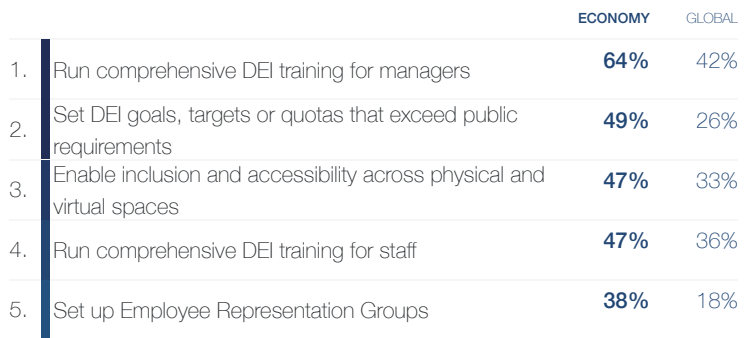 ECONOMY GLOBAL
1. Run comprehensive DEI training for managers 64% 42%
2. Set DEI goals, targets or quotas that exceed public 49% 26%
requirements
3. Enable inclusion and accessibility across physical and 47% 33%
virtual spaces
4. Run comprehensive DEI training for staff 47% 36%
5. Set up Employee Representation Groups 38% 18%